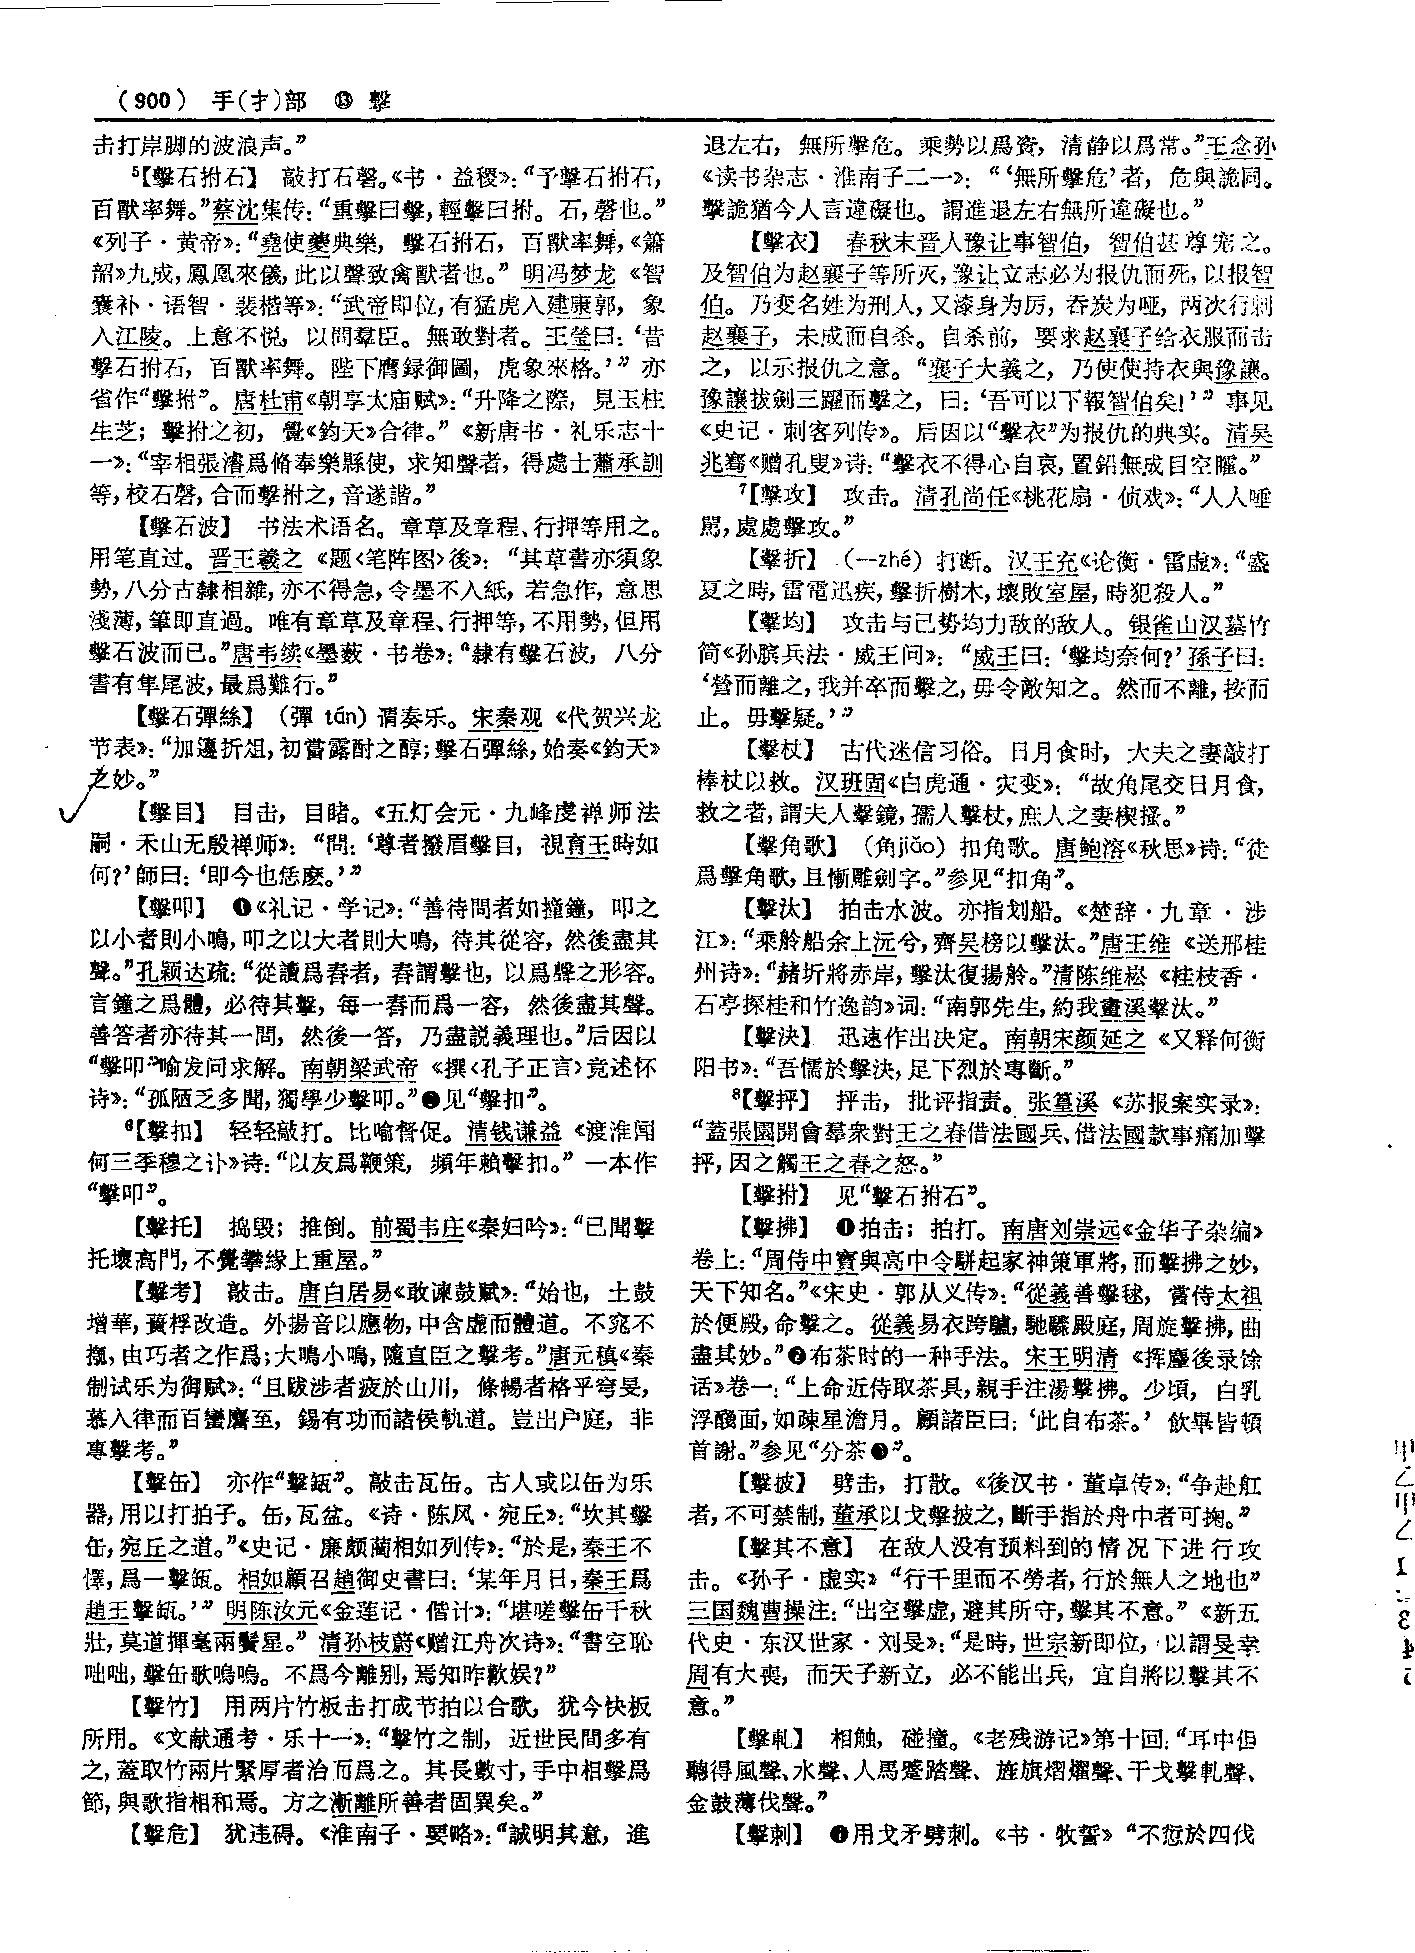 （900） 手(扌)部 ⑬ 擊
击打岸脚的波浪声。”
⁵【擊石拊石】 敲打石磬。《书·益稷》：“予擊石拊石，
百獸率舞。”蔡沈集传：“重擊曰擊，輕擊曰拊。石，磬也。”
《列子·黄帝》：“堯使夔典樂，擊石拊石，百獸率舞，《簫
韶》九成，鳳凰來儀，此以聲致禽獸者也。” 明冯梦龙《智
囊补·语智·裴楷等》：“武帝即位，有猛虎入建康郭，象
入江陵。上意不悦，以問羣臣。無敢對者。王瑩曰：‘昔
擊石拊石，百獸率舞。陛下膺録御圖，虎象來格。’” 亦
省作“擊拊”。唐杜甫《朝享太庙赋》：“升降之際，見玉柱
生芝；擊拊之初，覺《鈞天》合律。”《新唐书·礼乐志十
一》：“宰相張濬爲脩奉樂縣使，求知聲者，得處士蕭承訓
等，校石磬，合而擊拊之，音遂諧。”
【擊石波】 书法术语名。章草及章程、行押等用之。
用笔直过。晋王羲之《题〈笔阵图〉後》：“其草書亦須象
勢，八分古隸相雜，亦不得急，令墨不入紙，若急作，意思
淺薄，筆即直過。唯有章草及章程、行押等，不用勢，但用
擊石波而已。”唐韦续《墨薮·书卷》：“隸有擊石波，八分
書有隼尾波，最爲難行。”
【擊石彈絲】 （彈 tán）谓奏乐。宋秦观《代贺兴龙
节表》：“加籩折俎，初嘗露酎之醇；擊石彈絲，始奏《鈞天》
之妙。”
【擊目】 目击，目睹。《五灯会元·九峰虔禅师法
嗣·禾山无殷禅师》：“問：‘尊者撥眉擊目，視育王時如
何？’師曰：‘即今也恁麽。’”
【擊叩】 ❶《礼记·学记》：“善待問者如撞鐘，叩之
以小者則小鳴，叩之以大者則大鳴，待其從容，然後盡其
聲。”孔颖达疏：“從讀爲舂者，舂謂擊也，以爲聲之形容。
言鐘之爲體，必待其擊，每一舂而爲一容，然後盡其聲。
善答者亦待其一問，然後一答，乃盡説義理也。”后因以
“擊叩”喻发问求解。南朝梁武帝《撰〈孔子正言〉竟述怀
诗》：“孤陋乏多聞，獨學少擊叩。”❷见“擊扣”。
⁶【擊扣】 轻轻敲打。比喻督促。清钱谦益《渡淮闻
何三季穆之讣》诗：“以友爲鞭策，頻年賴擊扣。” 一本作
“擊叩”。
【擊托】 捣毁；推倒。前蜀韦庄《秦妇吟》：“已聞擊
托壞高門，不覺攀緣上重屋。”
【擊考】 敲击。唐白居易《敢谏鼓赋》：“始也，土鼓
增華，蕢桴改造。外揚音以應物，中含虚而體道。不窕不
摦，由巧者之作爲；大鳴小鳴，隨直臣之擊考。”唐元稹《秦
制试乐为御赋》：“且跋涉者疲於山川，條暢者格乎穹旻，
慕入律而百蠻麕至，錫有功而諸侯軌道。豈出户庭，非
專擊考。”
【擊缶】 亦作“擊缻”。敲击瓦缶。古人或以缶为乐
器，用以打拍子。缶，瓦盆。《诗·陈风·宛丘》：“坎其擊
缶，宛丘之道。”《史记·廉颇蔺相如列传》：“於是，秦王不
懌，爲一擊缻。相如顧召趙御史書曰：‘某年月日，秦王爲
趙王擊缻。’” 明陈汝元《金莲记·偕计》：“堪嗟擊缶千秋
壯，莫道揮毫兩鬢星。” 清孙枝蔚《赠江舟次诗》：“書空恥
咄咄，擊缶歌嗚嗚。不爲今離别，焉知昨歡娱？”
【擊竹】 用两片竹板击打成节拍以合歌，犹今快板
所用。《文献通考·乐十一》：“擊竹之制，近世民間多有
之，蓋取竹兩片緊厚者治而爲之。其長數寸，手中相擊爲
節，與歌指相和焉。方之漸離所善者固異矣。”
【擊危】 犹违碍。《淮南子·要略》：“誠明其意，進
退左右，無所擊危。乘勢以爲資，清静以爲常。”王念孙
《读书杂志·淮南子二一》：“‘無所擊危’者，危與詭同。
擊詭猶今人言違礙也。謂進退左右無所違礙也。”
【擊衣】 春秋末晋人豫让事智伯，智伯甚尊宠之。
及智伯为赵襄子等所灭，豫让立志必为报仇而死，以报智
伯。乃变名姓为刑人，又漆身为厉，吞炭为哑，两次行刺
赵襄子，未成而自杀。自杀前，要求赵襄子给衣服而击
之，以示报仇之意。“襄子大義之，乃使使持衣與豫讓。
豫讓拔劍三躍而擊之，曰：‘吾可以下報智伯矣！’” 事见
《史记·刺客列传》。后因以“擊衣”为报仇的典实。清吴
兆骞《赠孔叟》诗：“擊衣不得心自哀，置鉛無成目空矐。”
⁷【擊攻】 攻击。清孔尚任《桃花扇·侦戏》：“人人唾
駡，處處擊攻。”
【擊折】 (—zhé) 打断。汉王充《论衡·雷虚》：“盛
夏之時，雷電迅疾，擊折樹木，壞敗室屋，時犯殺人。”
【擊均】 攻击与己势均力敌的敌人。银雀山汉墓竹
简《孙膑兵法·威王问》：“威王曰：‘擊均奈何？’孫子曰：
‘營而離之，我并卒而擊之，毋令敵知之。然而不離，按而
止。毋擊疑。’”
【擊杖】 古代迷信习俗。日月食时，大夫之妻敲打
棒杖以救。汉班固《白虎通·灾变》：“故角尾交日月食，
救之者，謂夫人擊鏡，孺人擊杖，庶人之妻楔搔。”
【擊角歌】 （角jiǎo）扣角歌。唐鲍溶《秋思》诗：“徒
爲擊角歌，且慚雕劍字。”参见“扣角”。
【擊汰】 拍击水波。亦指划船。《楚辞·九章·涉
江》：“乘舲船余上沅兮，齊吴榜以擊汰。”唐王维《送邢桂
州诗》：“赭圻將赤岸，擊汰復揚舲。”清陈维崧《桂枝香·
石亭探桂和竹逸韵》词：“南郭先生，約我畫溪擊汰。”
【擊決】 迅速作出决定。南朝宋颜延之《又释何衡
阳书》：“吾懦於擊決，足下烈於專斷。”
⁸【擊抨】 抨击，批评指责。张篁溪《苏报案实录》：
“蓋張園開會羣衆對王之春借法國兵、借法國款事痛加擊
抨，因之觸王之春之怒。”
【擊拊】 见“擊石拊石”。
【擊拂】 ❶拍击；拍打。南唐刘崇远《金华子杂编》
卷上：“周侍中寶與高中令駢起家神策軍將，而擊拂之妙，
天下知名。”《宋史·郭从义传》：“從義善擊毬，嘗侍太祖
於便殿，命擊之。從義易衣跨驢，馳驟殿庭，周旋擊拂，曲
盡其妙。”❷布茶时的一种手法。宋王明清《挥麈後录馀
话》卷一：“上命近侍取茶具，親手注湯擊拂。少頃，白乳
浮醆面，如疎星澹月。顧諸臣曰：‘此自布茶。’飲畢皆頓
首謝。”参见“分茶❸”。
【擊披】 劈击，打散。《後汉书·董卓传》：“争赴舡
者，不可禁制，董承以戈擊披之，斷手指於舟中者可掬。”
【擊其不意】 在敌人没有预料到的情况下进行攻
击。《孙子·虚实》“行千里而不勞者，行於無人之地也”
三国魏曹操注：“出空擊虚，避其所守，擊其不意。”《新五
代史·东汉世家·刘旻》：“是時，世宗新即位，以謂旻幸
周有大喪，而天子新立，必不能出兵，宜自將以擊其不
意。”
【擊軋】 相触，碰撞。《老残游记》第十回：“耳中但
聽得風聲、水聲、人馬蹙踏聲、旌旗熠燿聲、干戈擊軋聲、
金鼓薄伐聲。”
【擊刺】 ❶用戈矛劈刺。《书·牧誓》“不愆於四伐